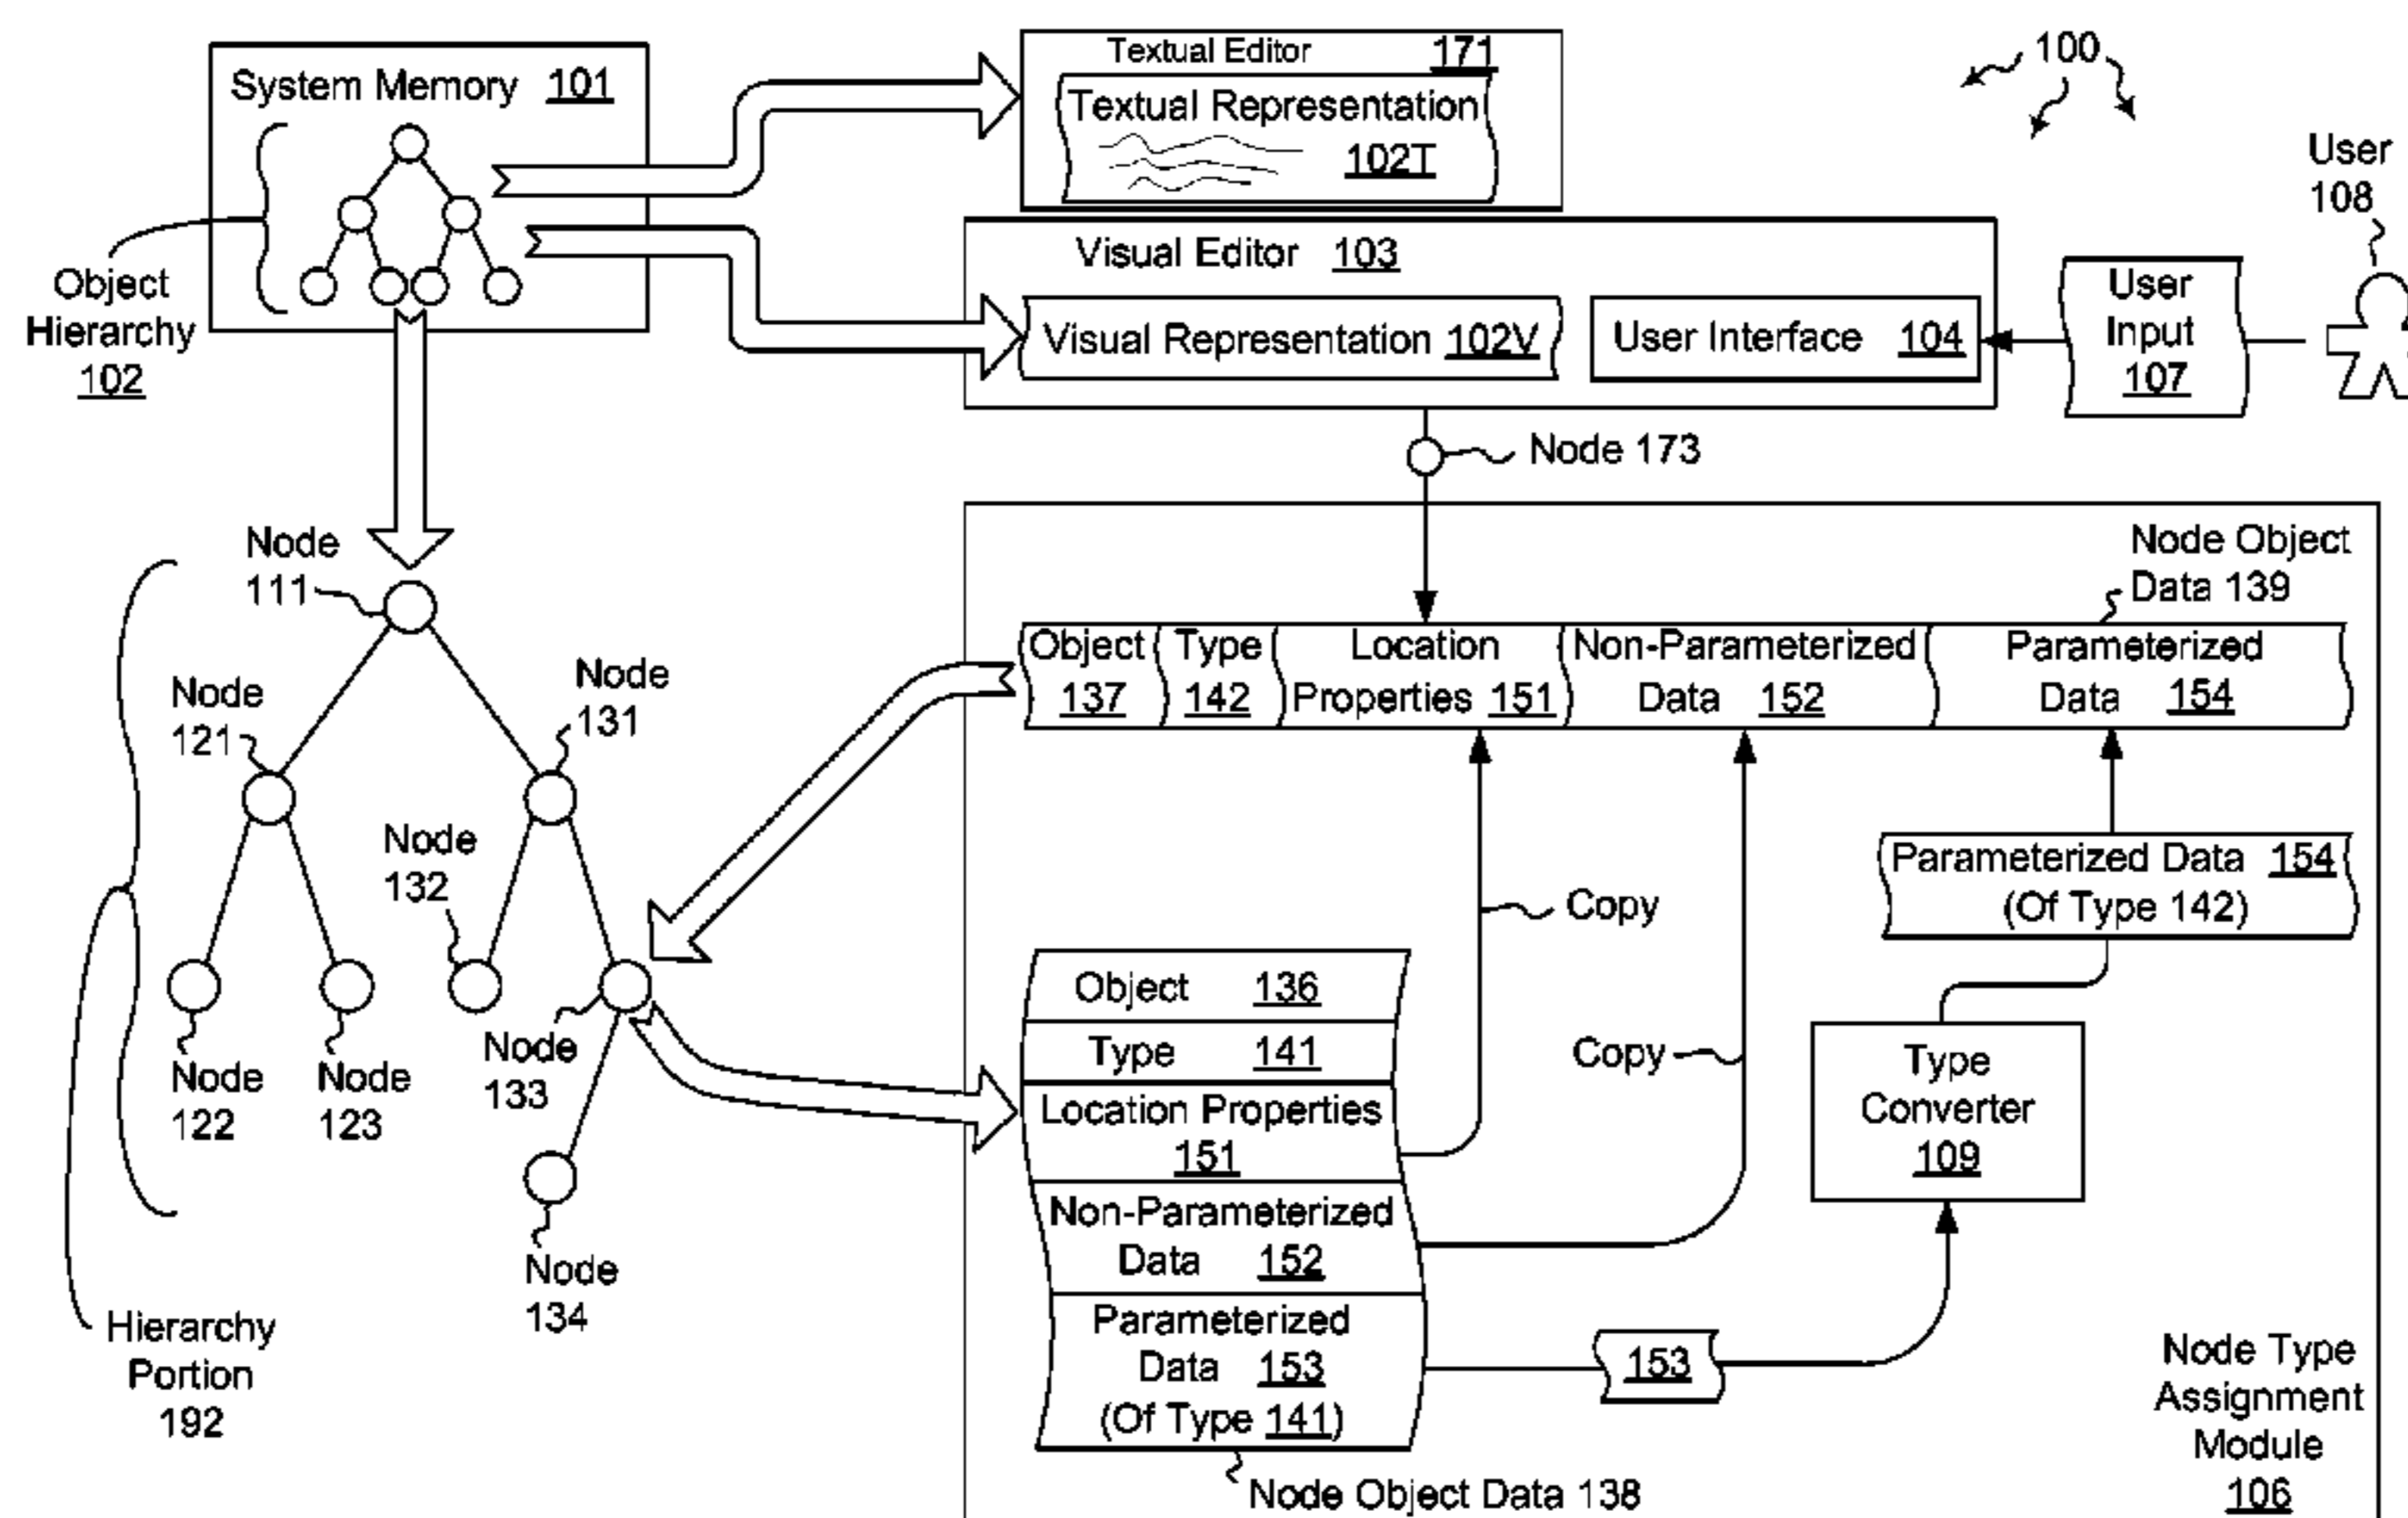 System Memory 101
Object
Hierarchy
102
Textual Editor 171
Textual Representation
102T
100
User
108
Visual Editor 103
Visual Representation 102V
User Interface 104
User
Input
107
Node 173
Node
111
Node
121
Node
131
Node
132
Node
122
Node
123
Node
133
Node
134
Hierarchy
Portion
192
Node Object
Data 139
Object
137
Type
142
Location
Properties 151
Non-Parameterized
Data 152
Parameterized
Data 154
Copy
Copy
Parameterized Data 154
(Of Type 142)
Object 136
Type 141
Location Properties
151
Non-Parameterized
Data 152
Parameterized
Data 153
(Of Type 141)
153
Type
Converter
109
Node Object Data 138
Node Type
Assignment
Module
106